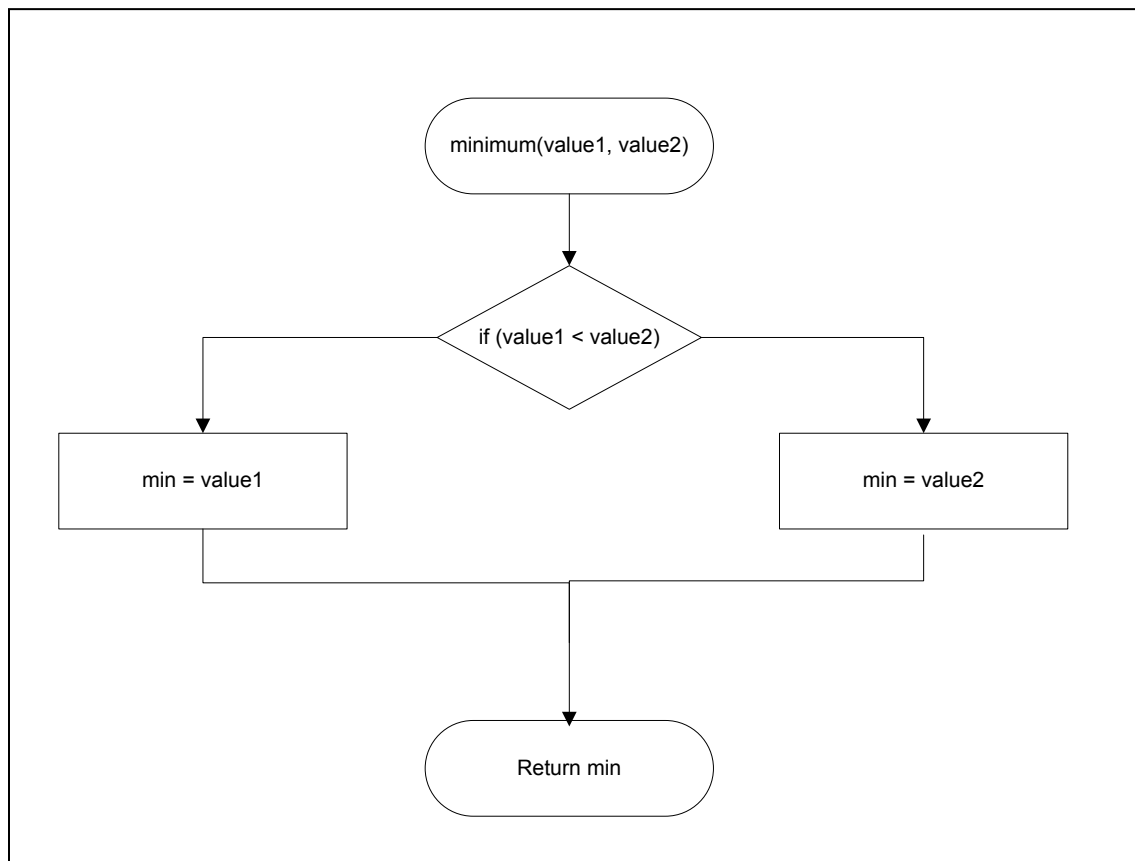 minimum(value1, value2)
if (value1 < value2)
min = value1
min = value2
Return min